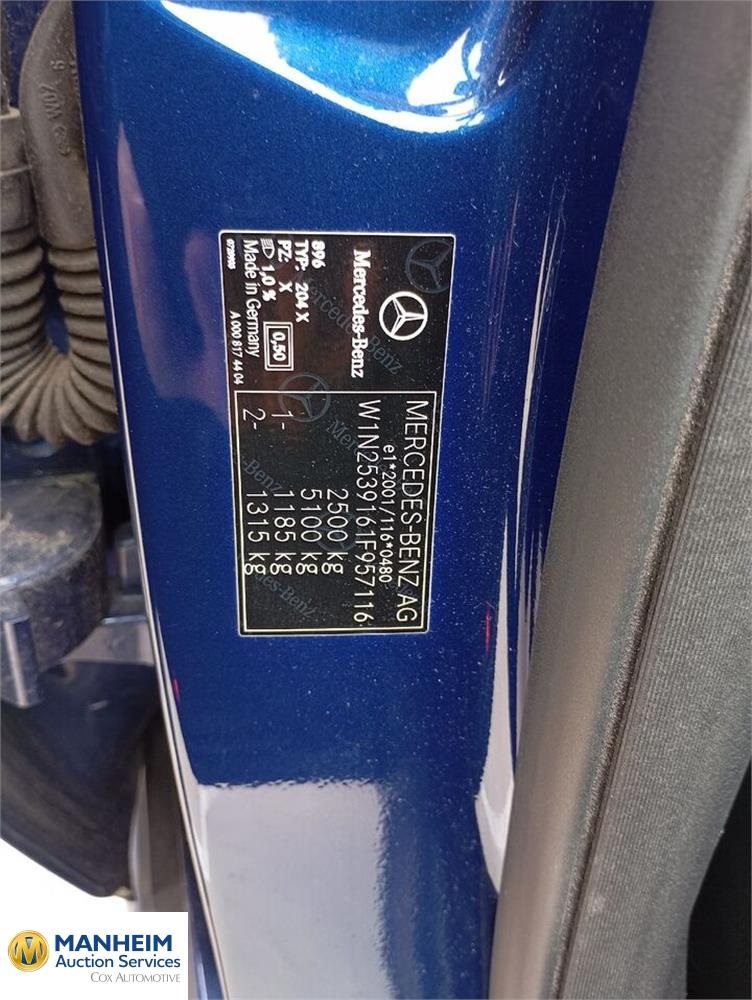 Mercedes-Benz
896
TYP: 204 X
PZ: X
1,0 % 0,50
Made in Germany
A 000 817 44 04
MERCEDES-BENZ AG
e1*2001/116*0480
W1N2539161F957116
2500 kg
5100 kg
1- 1185 kg
2- 1315 kg
MANHEIM
Auction Services
COX AUTOMOTIVE